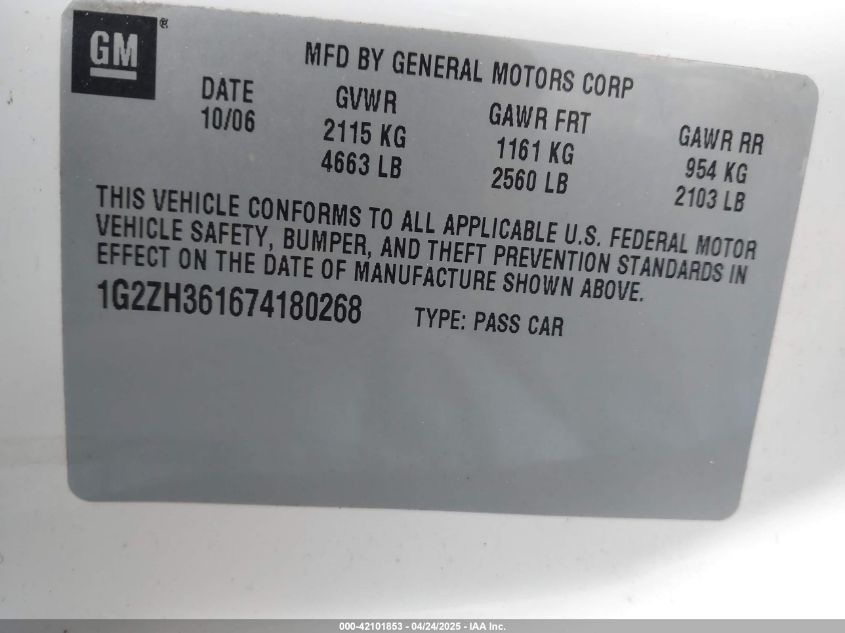 GM®
MFD BY GENERAL MOTORS CORP
DATE GVWR GAWR FRT GAWR RR
10/06 2115 KG 1161 KG 954 KG
4663 LB 2560 LB 2103 LB
THIS VEHICLE CONFORMS TO ALL APPLICABLE U.S. FEDERAL MOTOR
VEHICLE SAFETY, BUMPER, AND THEFT PREVENTION STANDARDS IN
EFFECT ON THE DATE OF MANUFACTURE SHOWN ABOVE.
1G2ZH361674180268 TYPE: PASS CAR
000-42101853 - 04/24/2025 - IAA Inc.